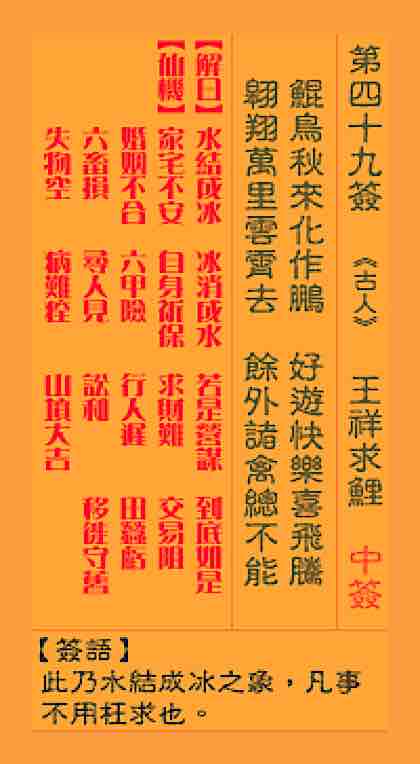 第四十九簽 《古人》 王祥求鯉 中簽
鯤鳥秋來化作鵬 好遊快樂喜飛騰
翱翔萬里雲霄去 餘外諸禽總不能
【解曰】水結成冰 冰消成水 若是營謀 到底如是
【仙機】家宅不安 自身祈保 求財難 交易阻
婚姻不合 六甲險 行人遲 田蠶虧
六畜損 尋人見 訟和 移徙守舊
失物空 病難痊 山墳大吉
【簽語】
此乃水結成冰之象,凡事
不用枉求也。